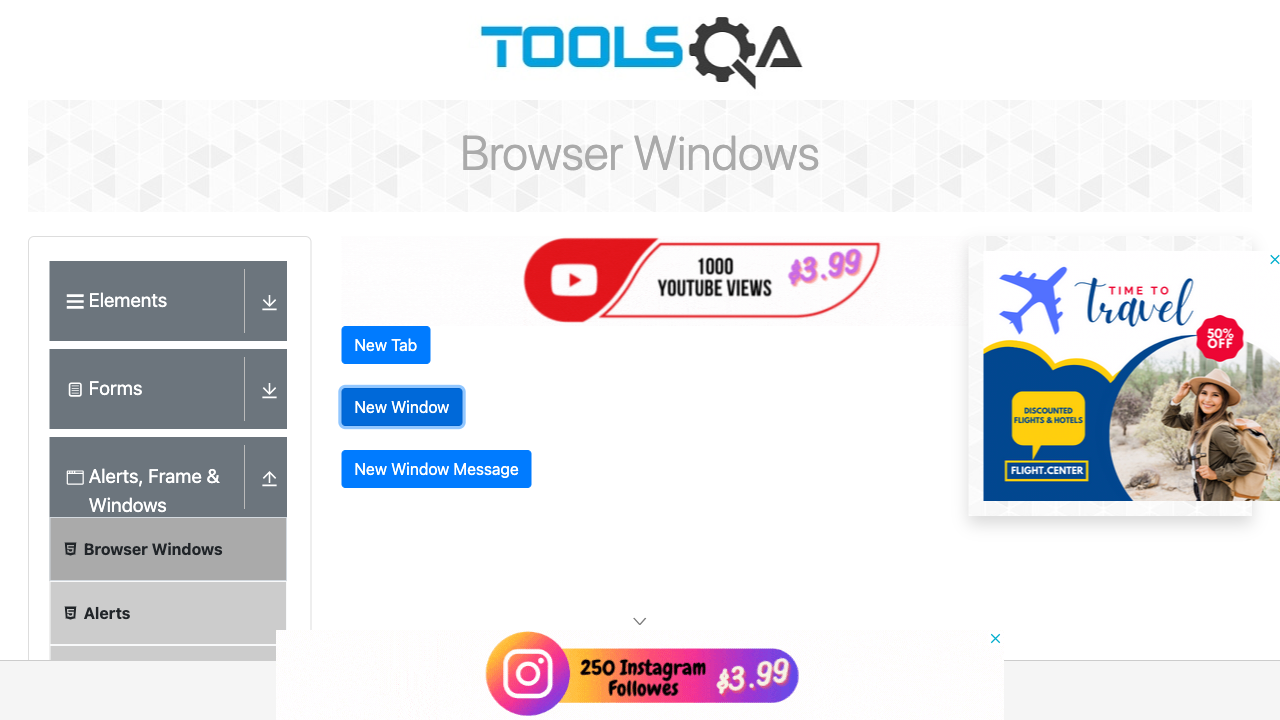 TOOLSQA
Browser Windows
Elements
Forms
Alerts, Frame &
Windows
Browser Windows
Alerts
1000
YOUTUBE VIEWS
$3.99
New Tab
New Window
New Window Message
TIME TO
travel
50%
OFF
DISCOUNTED
FLIGHTS & HOTELS
FLIGHT.CENTER
250 Instagram
Followes
$3.99